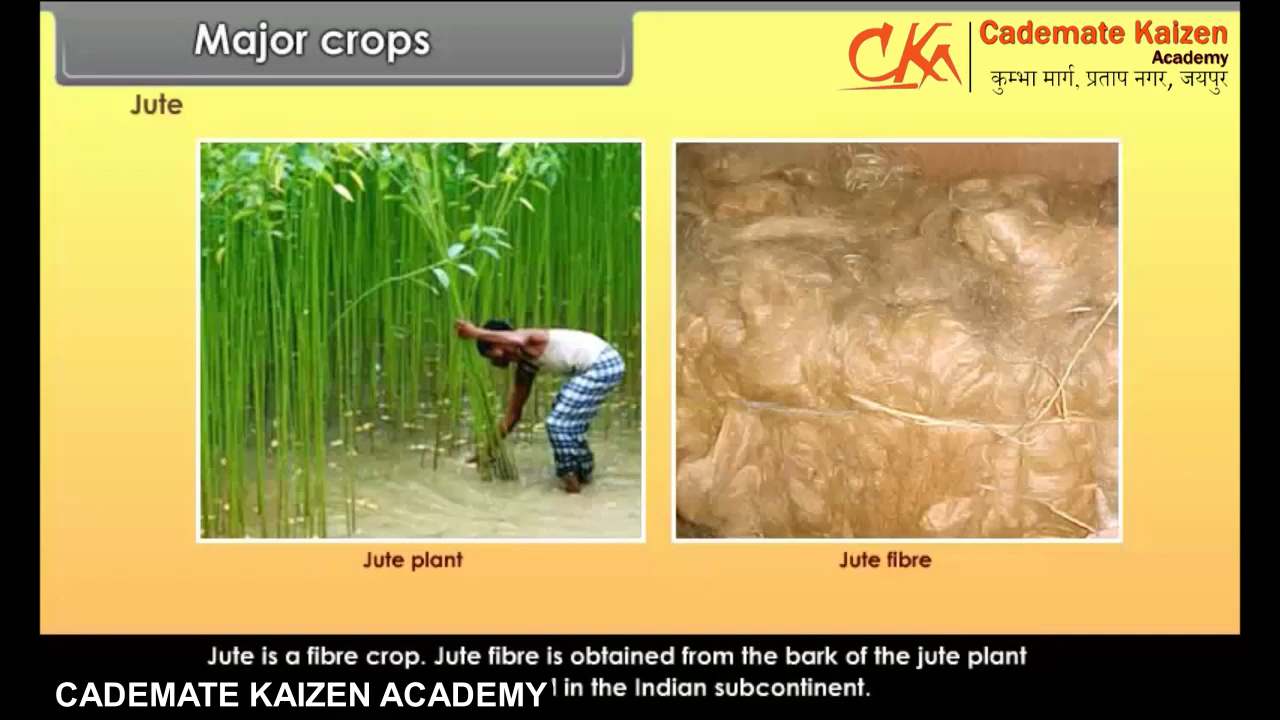 Major crops
CKA
Cademate Kaizen
Academy
कुम्भा मार्ग, प्रताप नगर, जयपुर
Jute
Jute plant
Jute fibre
Jute is a fibre crop. Jute fibre is obtained from the bark of the jute plant
CADEMATE KAIZEN ACADEMY
in the Indian subcontinent.